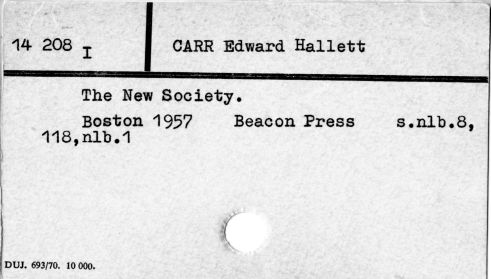 14 208 I CARR Edward Hallett
The New Society.
Boston 1957 Beacon Press s.nlb.8,
118,nlb.1
DUJ. 693/70. 10 000.